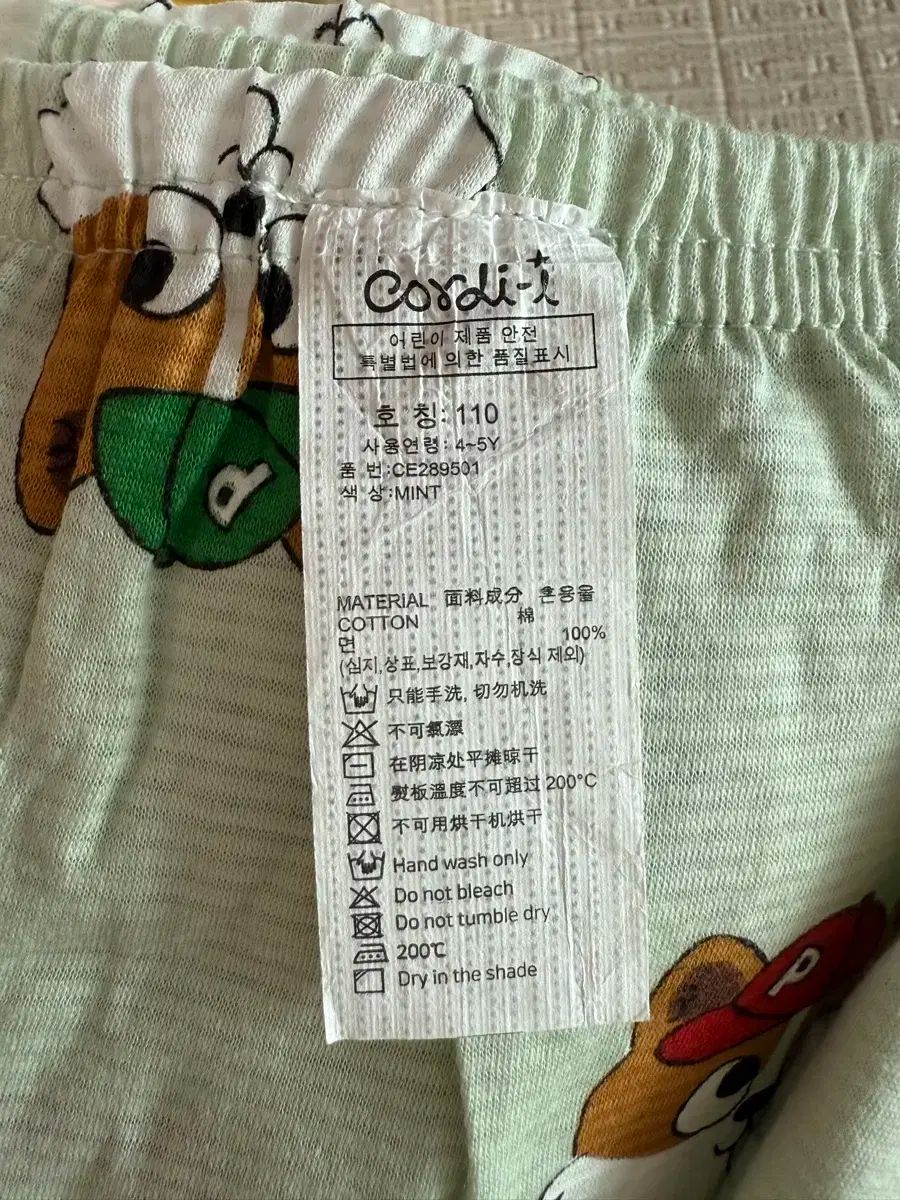 Cordi-i
어린이 제품 안전
특별법에 의한 품질표시
호 칭: 110
사용연령: 4~5Y
품 번:CE289501
색 상:MINT
MATERIAL 面料成分 혼용율
COTTON 棉
면 100%
(심지,상표,보강재,자수,장식 제외)
只能手洗, 切勿机洗
不可氯漂
在阴凉处平摊晾干
熨板溫度不可超过 200°C
不可用烘干机烘干
Hand wash only
Do not bleach
Do not tumble dry
200℃
Dry in the shade
P
P